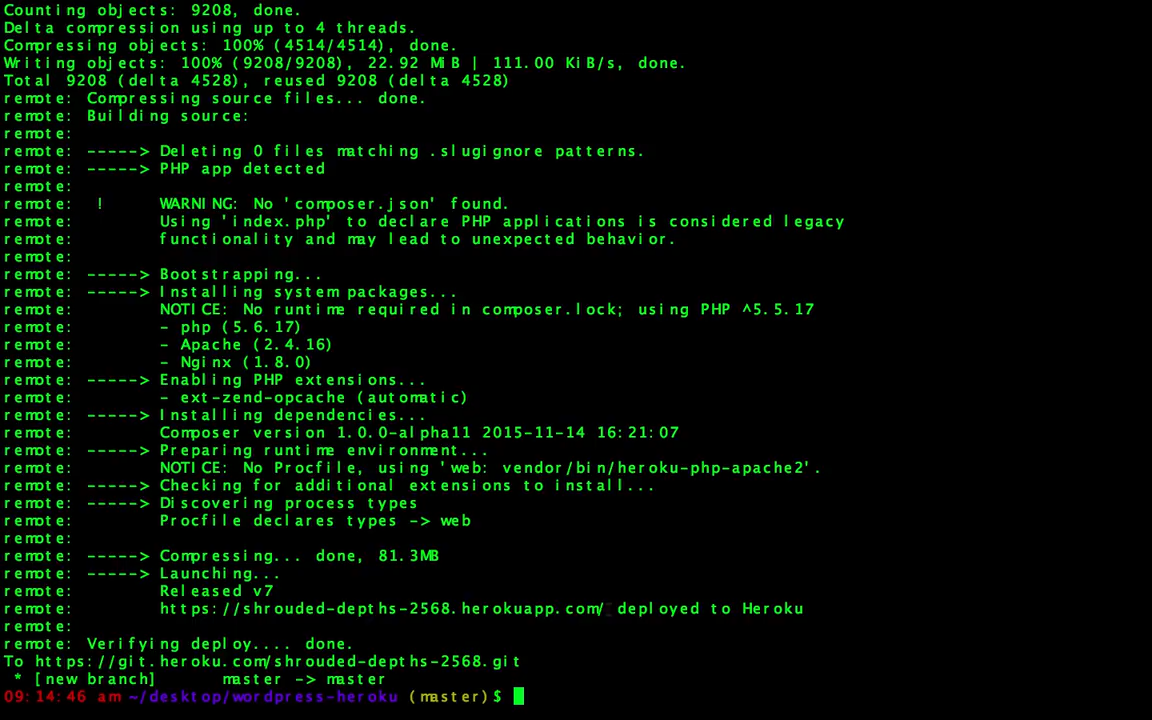 Counting objects: 9208, done.
Delta compression using up to 4 threads.
Compressing objects: 100% (4514/4514), done.
Writing objects: 100% (9208/9208), 22.92 MiB | 111.00 KiB/s, done.
Total 9208 (delta 4528), reused 9208 (delta 4528)
remote: Compressing source files... done.
remote: Building source:
remote:
remote: -----> Deleting 0 files matching .slugignore patterns.
remote: -----> PHP app detected
remote:
remote:  !     WARNING: No 'composer.json' found.
remote:        Using 'index.php' to declare PHP applications is considered legacy
remote:        functionality and may lead to unexpected behavior.
remote:
remote: -----> Bootstrapping...
remote: -----> Installing system packages...
remote:        NOTICE: No runtime required in composer.lock; using PHP ^5.5.17
remote:        - php (5.6.17)
remote:        - Apache (2.4.16)
remote:        - Nginx (1.8.0)
remote: -----> Enabling PHP extensions...
remote:        - ext-zend-opcache (automatic)
remote: -----> Installing dependencies...
remote:        Composer version 1.0.0-alpha11 2015-11-14 16:21:07
remote: -----> Preparing runtime environment...
remote:        NOTICE: No Procfile, using 'web: vendor/bin/heroku-php-apache2'.
remote: -----> Checking for additional extensions to install...
remote: -----> Discovering process types
remote:        Procfile declares types -> web
remote:
remote: -----> Compressing... done, 81.3MB
remote: -----> Launching...
remote:        Released v7
remote:        https://shrouded-depths-2568.herokuapp.com/ deployed to Heroku
remote:
remote: Verifying deploy.... done.
To https://git.heroku.com/shrouded-depths-2568.git
 * [new branch]      master -> master
09:14:46 am ~/desktop/wordpress-heroku (master)$